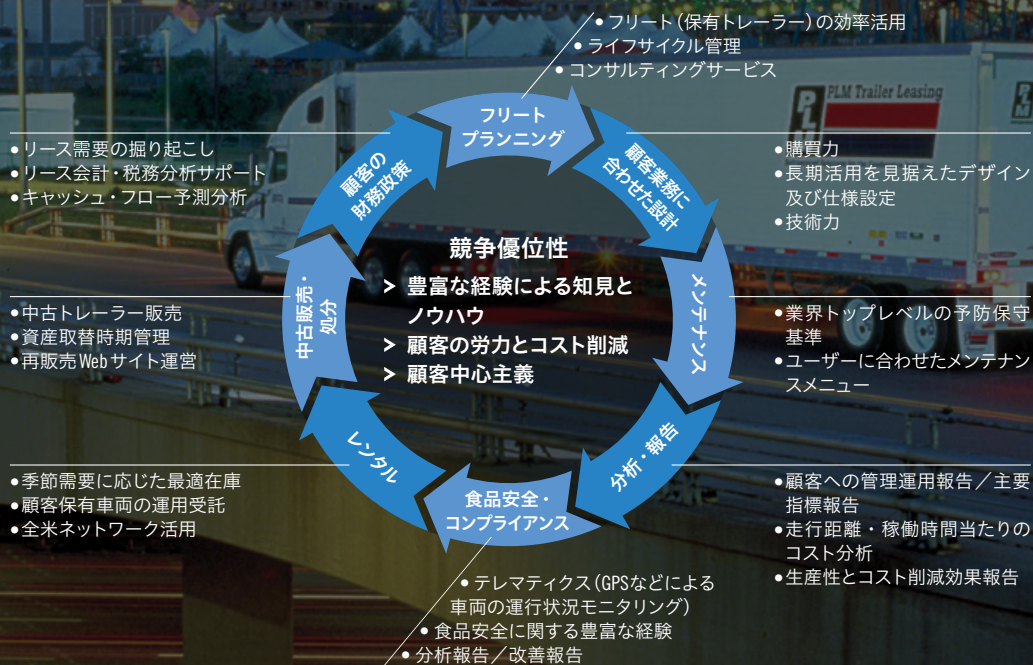 • フリート(保有トレーラー)の効率活用
• ライフサイクル管理
• コンサルティングサービス
フリート
プランニング
PLM Trailer Leasing
顧客業務に
合わせた設計
• 購買力
• 長期活用を見据えたデザイン
及び仕様設定
• 技術力
メンテナンス
• 業界トップレベルの予防保守
基準
• ユーザーに合わせたメンテナン
スメニュー
分析・報告
• 顧客への管理運用報告/主要
指標報告
• 走行距離・稼働時間当たりの
コスト分析
• 生産性とコスト削減効果報告
食品安全・
コンプライアンス
• テレマティクス(GPSなどによる
車両の運行状況モニタリング)
• 食品安全に関する豊富な経験
• 分析報告/改善報告
レンタル
• 季節需要に応じた最適在庫
• 顧客保有車両の運用受託
• 全米ネットワーク活用
中古販売・
処分
• 中古トレーラー販売
• 資産取替時期管理
• 再販売Webサイト運営
顧客の
財務政策
• リース需要の掘り起こし
• リース会計・税務分析サポート
• キャッシュ・フロー予測分析
競争優位性
> 豊富な経験による知見と
ノウハウ
> 顧客の労力とコスト削減
> 顧客中心主義